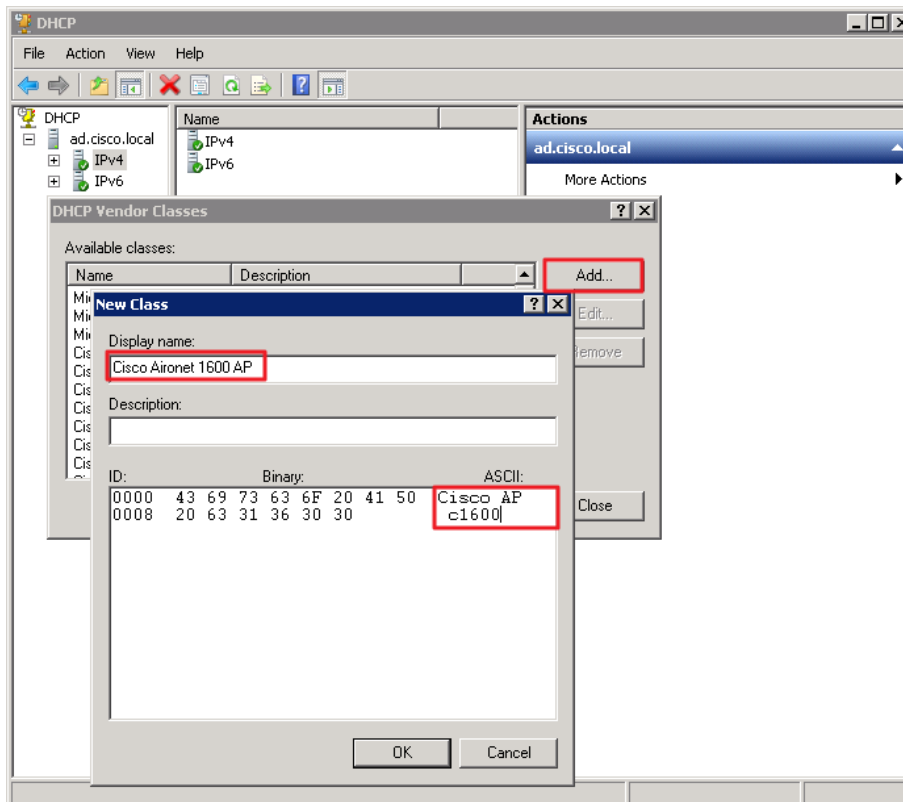 DHCP
File Action View Help
DHCP
ad.cisco.local
IPv4
IPv6
Name
IPv4
IPv6
Actions
ad.cisco.local
More Actions
DHCP Vendor Classes
Available classes:
Name Description
Add...
Edit...
Close
New Class
Display name:
Cisco Aironet 1600 AP
Description:
ID: Binary: ASCII:
0000 43 69 73 63 6F 20 41 50 Cisco AP
0008 20 63 31 36 30 30 c1600
OK Cancel